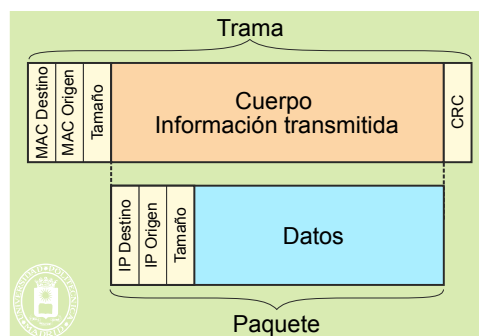 Trama
MAC Destino
MAC Origen
Tamaño
Cuerpo
Información transmitida
CRC
IP Destino
IP Origen
Tamaño
Datos
Paquete